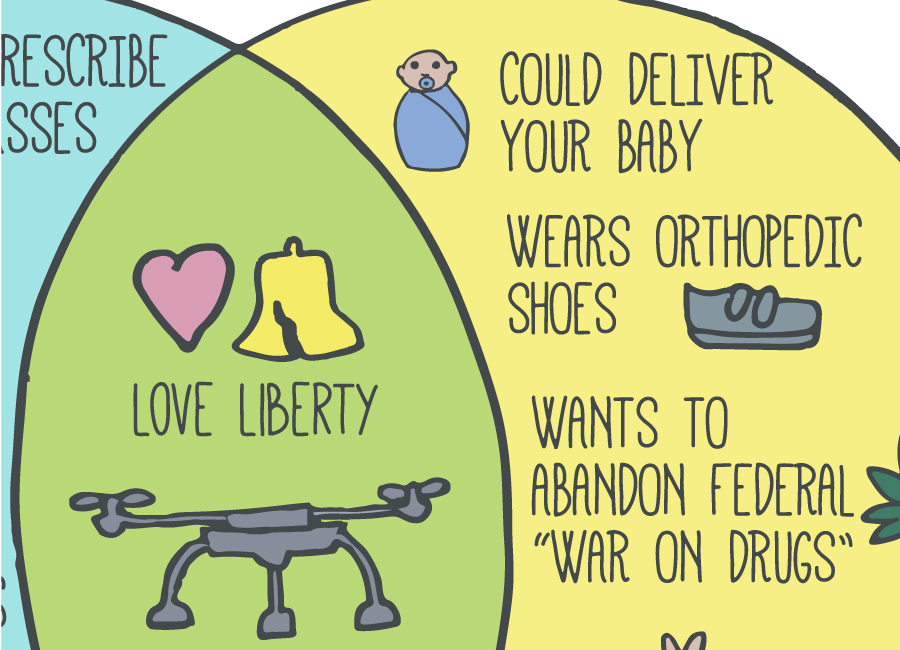 RESCRIBE
SSES
LOVE LIBERTY
COULD DELIVER
YOUR BABY
WEARS ORTHOPEDIC
SHOES
WANTS TO
ABANDON FEDERAL
“WAR ON DRUGS”